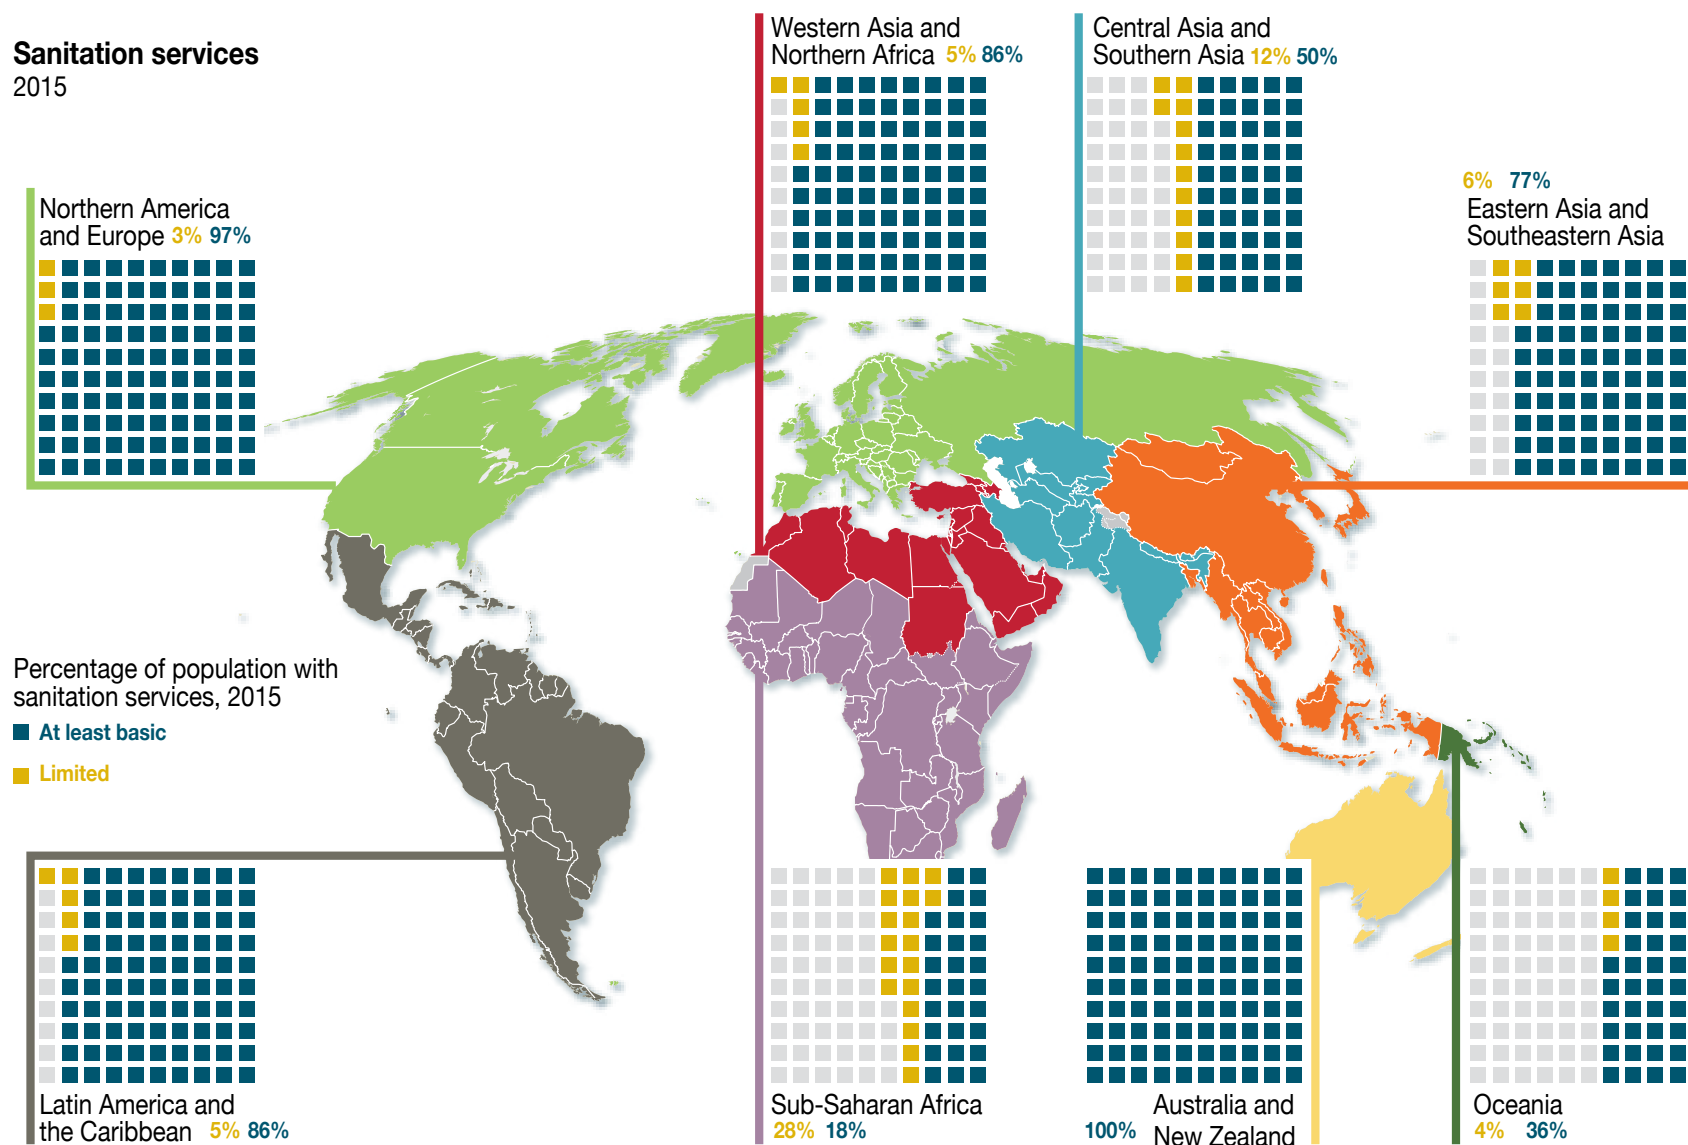 Sanitation services
2015
Western Asia and
Northern Africa 5% 86%
Central Asia and
Southern Asia 12% 50%
6% 77%
Eastern Asia and
Southeastern Asia
Northern America
and Europe 3% 97%
Percentage of population with
sanitation services, 2015
At least basic
Limited
Latin America and
the Caribbean 5% 86%
Sub-Saharan Africa
28% 18%
Australia and
100% New Zealand
Oceania
4% 36%